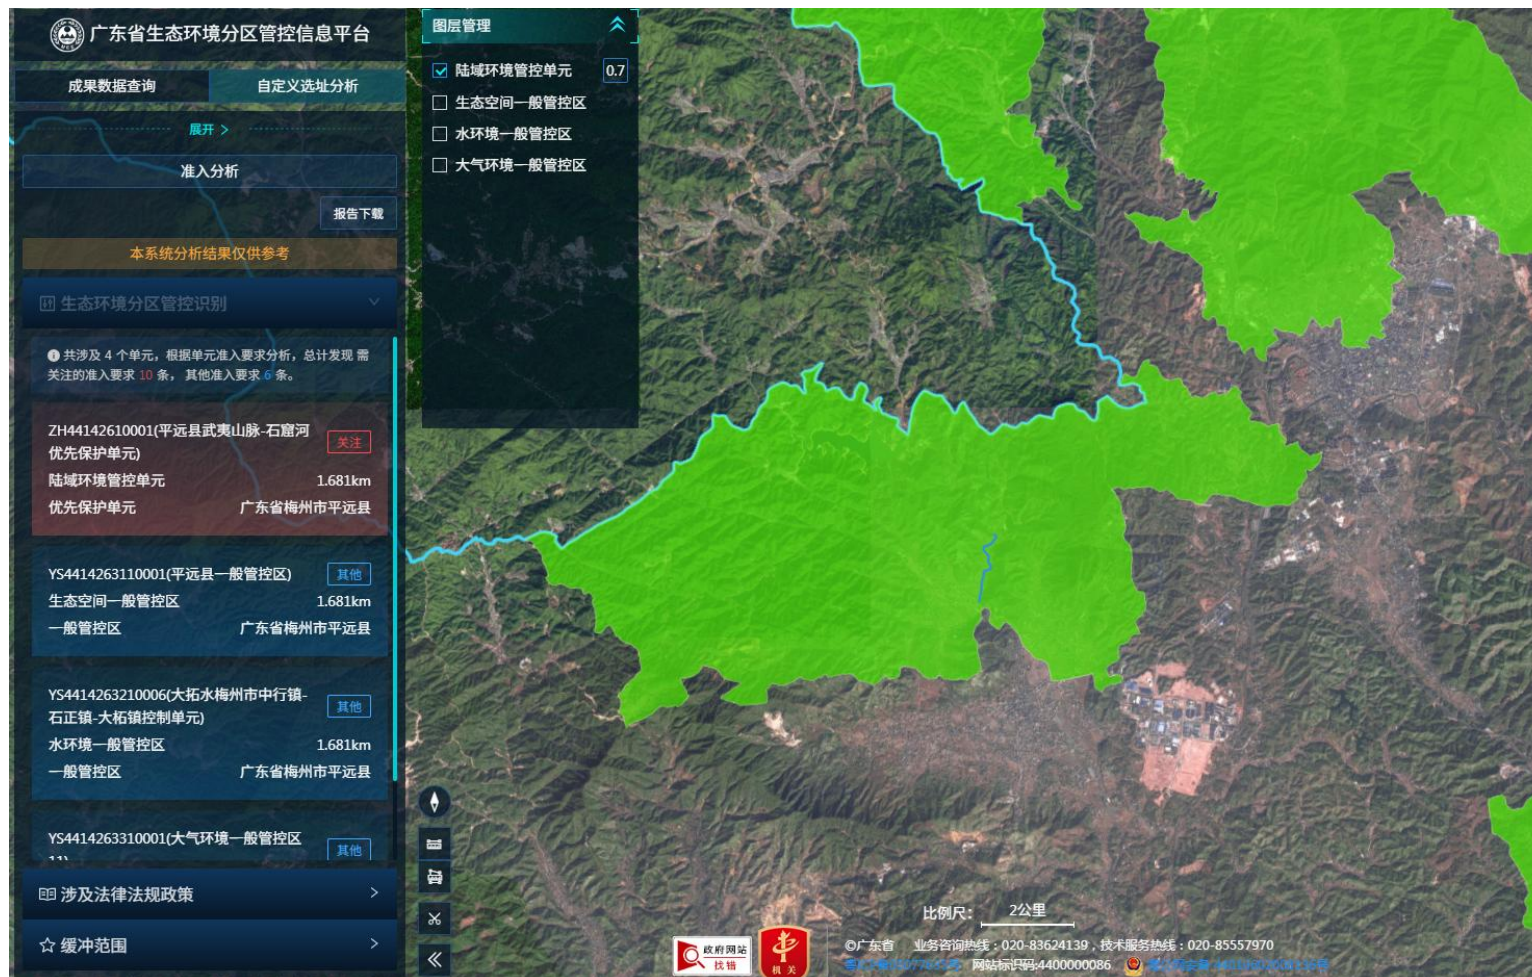 广东省生态环境分区管控信息平台
成果数据查询
自定义选址分析
展开 >
准入分析
报告下载
本系统分析结果仅供参考
生态环境分区管控识别
共涉及 4 个单元，根据单元准入要求分析，总计发现 需
关注的准入要求 10 条， 其他准入要求 6 条。
ZH44142610001(平远县武夷山脉-石窟河
优先保护单元)
关注
陆域环境管控单元 1.681km
优先保护单元 广东省梅州市平远县
YS4414263110001(平远县一般管控区) 其他
生态空间一般管控区 1.681km
一般管控区 广东省梅州市平远县
YS4414263210006(大拓水梅州市中行镇-
石正镇-大柘镇控制单元)
其他
水环境一般管控区 1.681km
一般管控区 广东省梅州市平远县
YS4414263310001(大气环境一般管控区
其他
涉及法律法规政策
缓冲范围
图层管理
陆域环境管控单元 0.7
生态空间一般管控区
水环境一般管控区
大气环境一般管控区
比例尺： 2公里
政府网站
找错
机关
©广东省 业务咨询热线：020-83624139，技术服务热线：020-85557970
网站标识码:4400000086